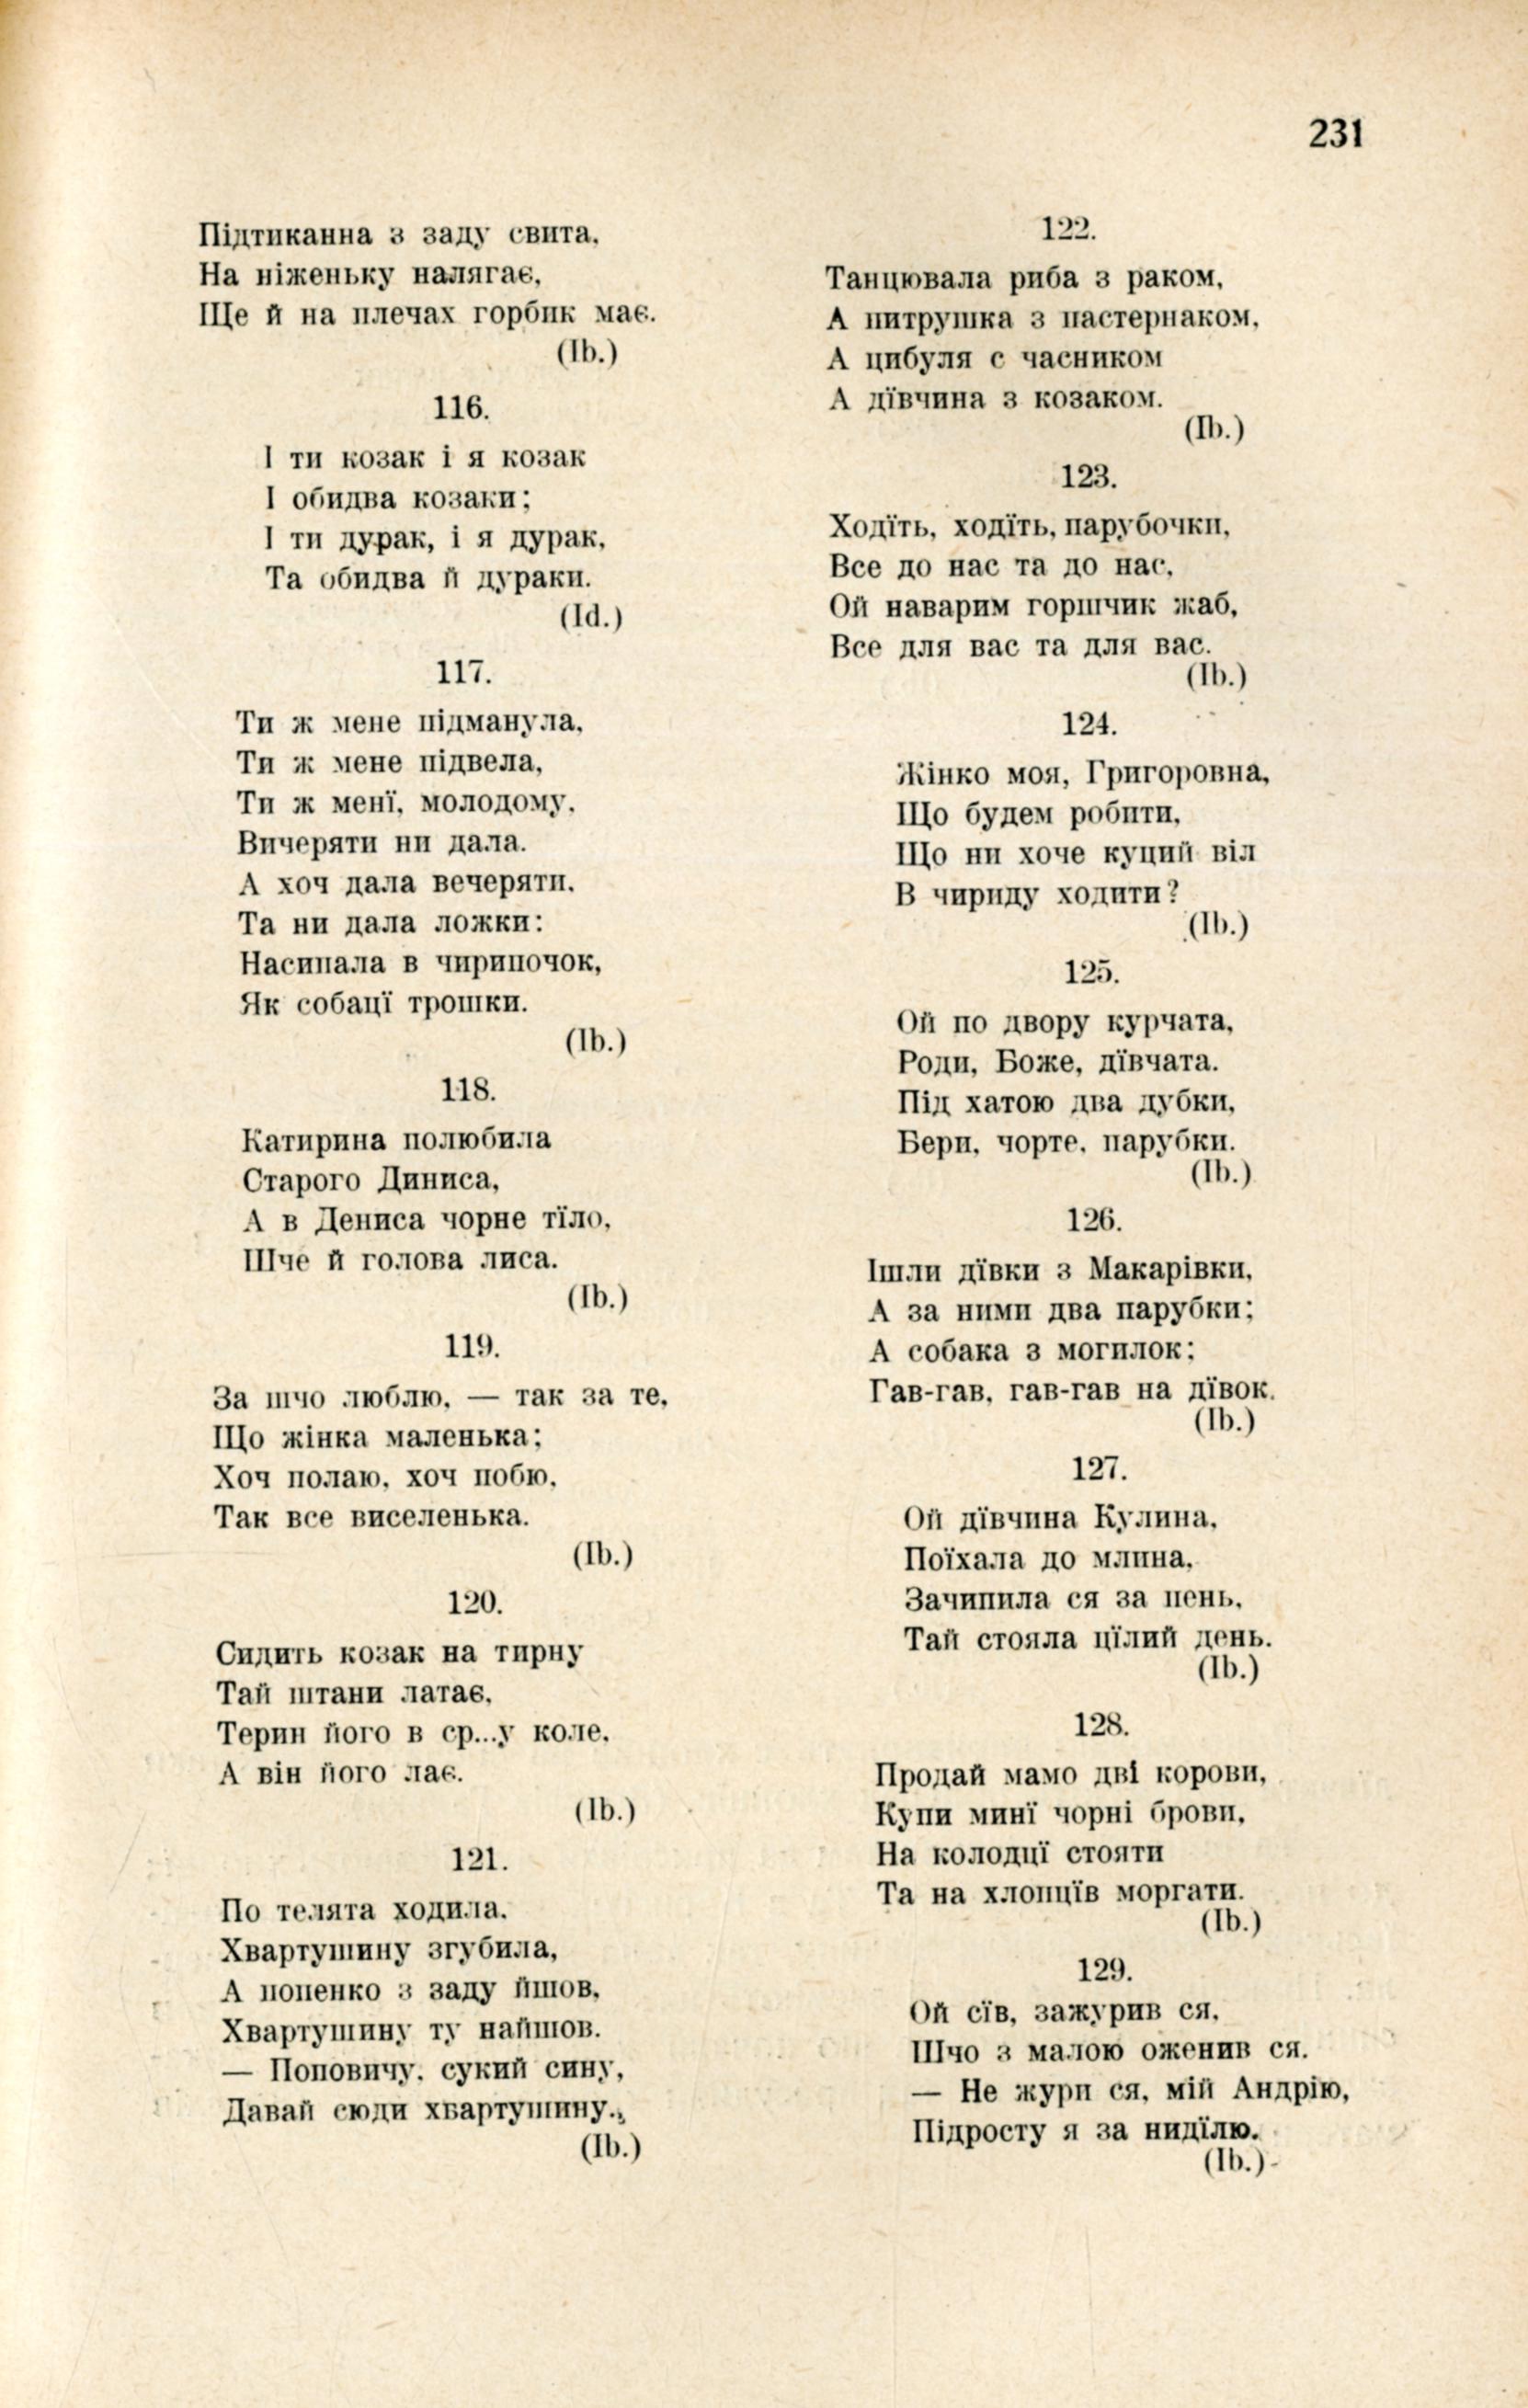 231
Підтиканна з заду свита,
На ніженьку налягає,
Ще й на плечах горбик має.
(Ib.)
116.
І ти козак і я козак
І обидва козаки;
І ти дурак, і я дурак,
Та обидва й дураки.
(Id.)
117.
Ти ж мене підманула,
Ти ж мене підвела,
Ти ж мені, молодому,
Вичеряти ни дала.
А хоч дала вечеряти,
Та ни дала ложки:
Насипала в чирипочок,
Як собаці трошки.
(Ib.)
118.
Катирина полюбила
Старого Диниса,
А в Дениса чорне тїло,
Шче й голова лиса.
(Ib.)
119.
За шчо люблю, — так за те,
Що жінка маленька;
Хоч полаю, хоч побю,
Так все виселенька.
(Ib.)
120.
Сидить козак на тирну
Тай штани латає,
Терин його в ср...у коле,
А він його лає.
(Ib.)
121.
По телята ходила.
Хвартушину згубила,
А попенко з заду йшов,
Хвартушину ту найшов.
— Поповичу, сукий сину,
Давай сюди хвартушину.
(Ib.)
122.
Танцювала риба з раком,
А питрушка з пастернаком,
А цибуля с часником
А дївчина з козаком.
(Ib.)
123.
Ходїть, ходїть, парубочки,
Все до нас та до нас,
Ой наварим горшчик жаб,
Все для вас та для вас.
(Ib.)
124.
Жінко моя, Григоровна,
Що будем робити,
Що ни хоче куций віл
В чириду ходити?
(Ib.)
125.
Ой по двору курчата,
Роди, Боже, дївчата.
Під хатою два дубки,
Бери, чорте, парубки.
(Ib.)
126.
Ішли дївки з Макарівки,
А за ними два парубки;
А собака з могилок;
Гав-гав, гав-гав на дївок.
(Ib.)
127.
Ой дївчина Кулина,
Поїхала до млина,
Зачипила ся за пень,
Тай стояла цїлий день.
(Ib.)
128.
Продай мамо дві корови,
Купи минї чорні брови,
На колодцї стояти
Та на хлопцїв моргати.
(Ib.)
129.
Ой сїв, зажурив ся,
Шчо з малою оженив ся.
— Не жури ся, мій Андрію,
Підросту я за нидїлю.
(Ib.)